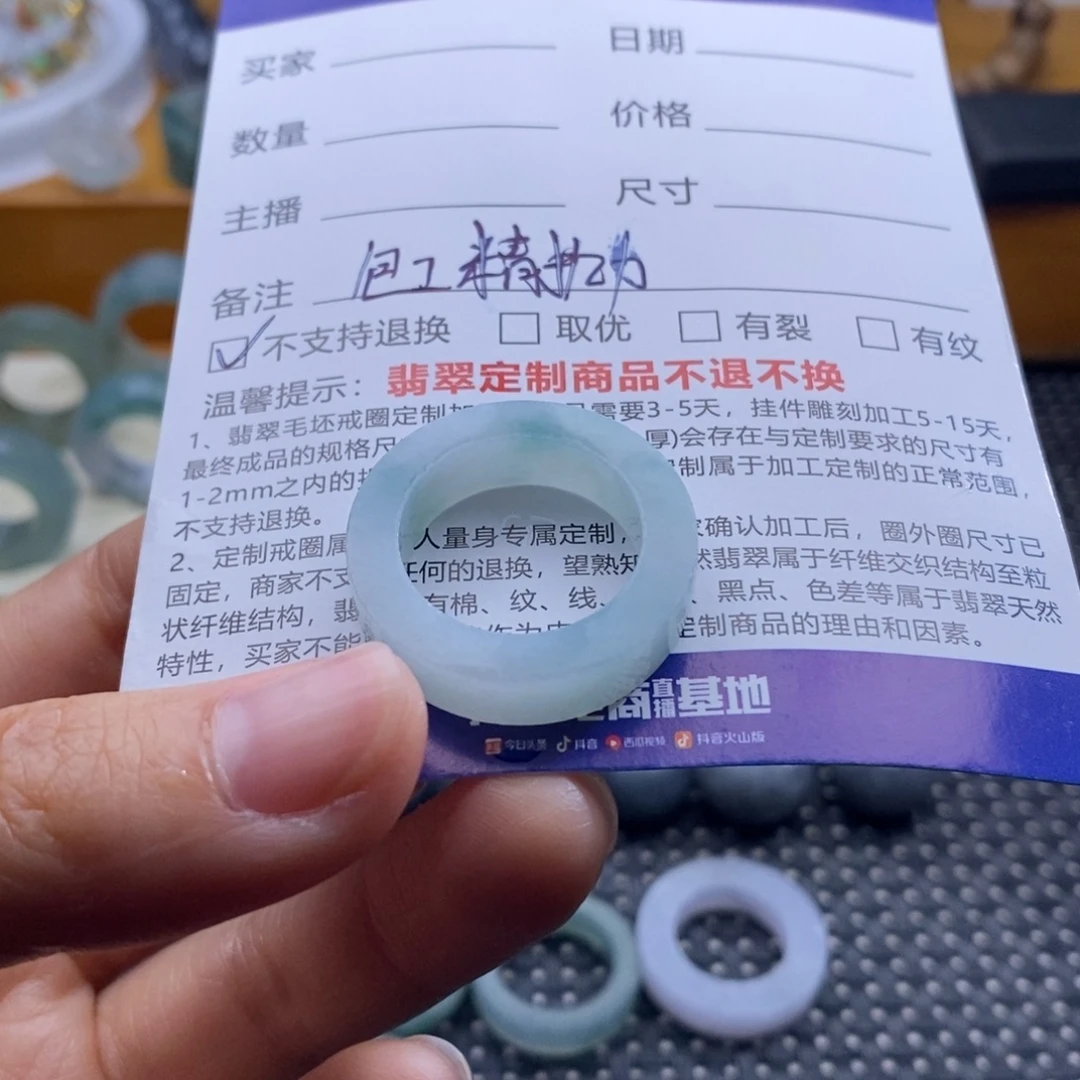 买家 日期
数量 价格
主播 尺寸
备注 包工精抛
不支持退换 取优 有裂 有纹
温馨提示：翡翠定制商品不退不换
1、翡翠毛坯戒圈定制加 需要3-5天，挂件雕刻加工5-15天，
最终成品的规格尺 厚)会存在与定制要求的尺寸有
1-2mm之内的 制属于加工定制的正常范围，
不支持退换。
2、定制戒圈属 人量身专属定制， 确认加工后，圈外圈尺寸已
固定，商家不支 任何的退换，望熟知 然翡翠属于纤维交织结构至粒
状纤维结构，翡 有棉、纹、线、 、黑点、色差等属于翡翠天然
特性，买家不能 作为 定制商品的理由和因素。
商直播基地
今日头条 抖音 西瓜视频 抖音火山版